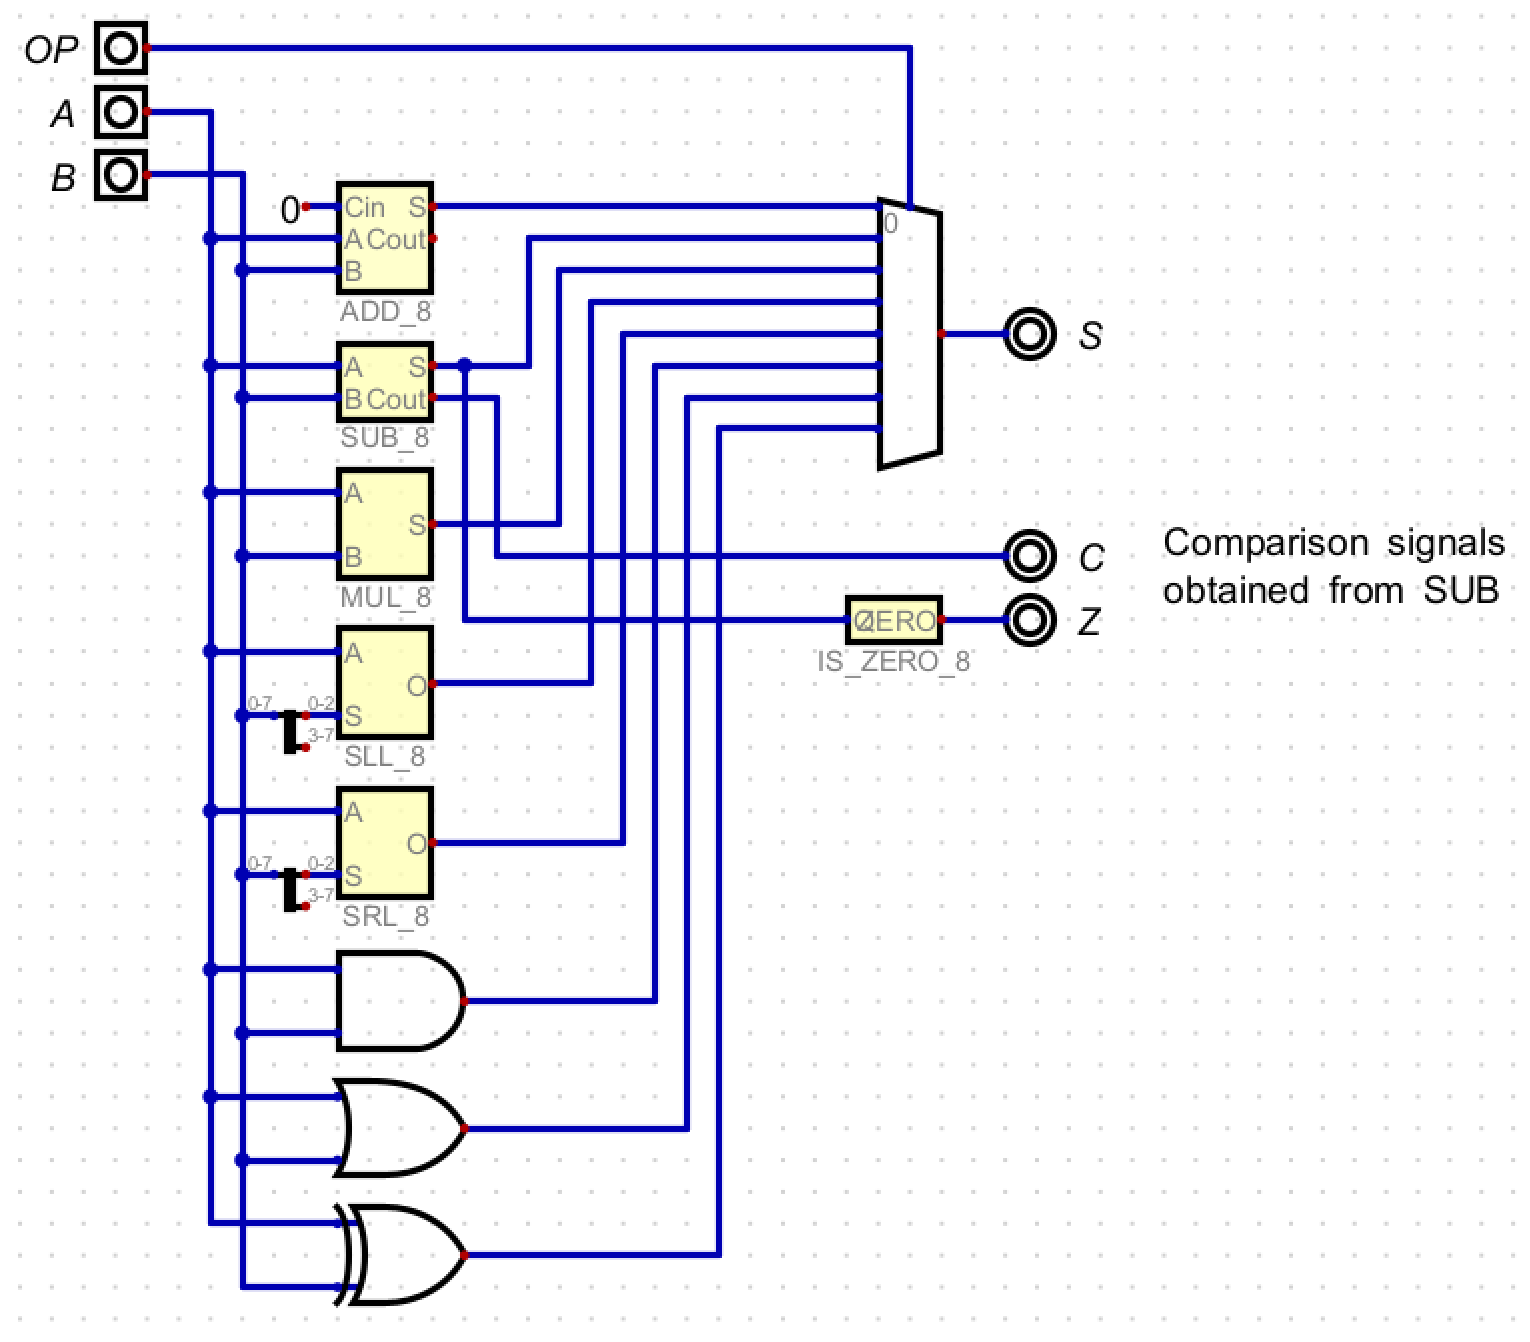 OP
A
B
0
Cin S
A Cout
B
ADD_8
0
A S
B Cout
SUB_8
S
A
S
B
MUL_8
C
Comparison signals
obtained from SUB
ZERO
Z
IS_ZERO_8
A
O
0-7 0-2
S
3-7
SLL_8
A
O
0-7 0-2
S
3-7
SRL_8